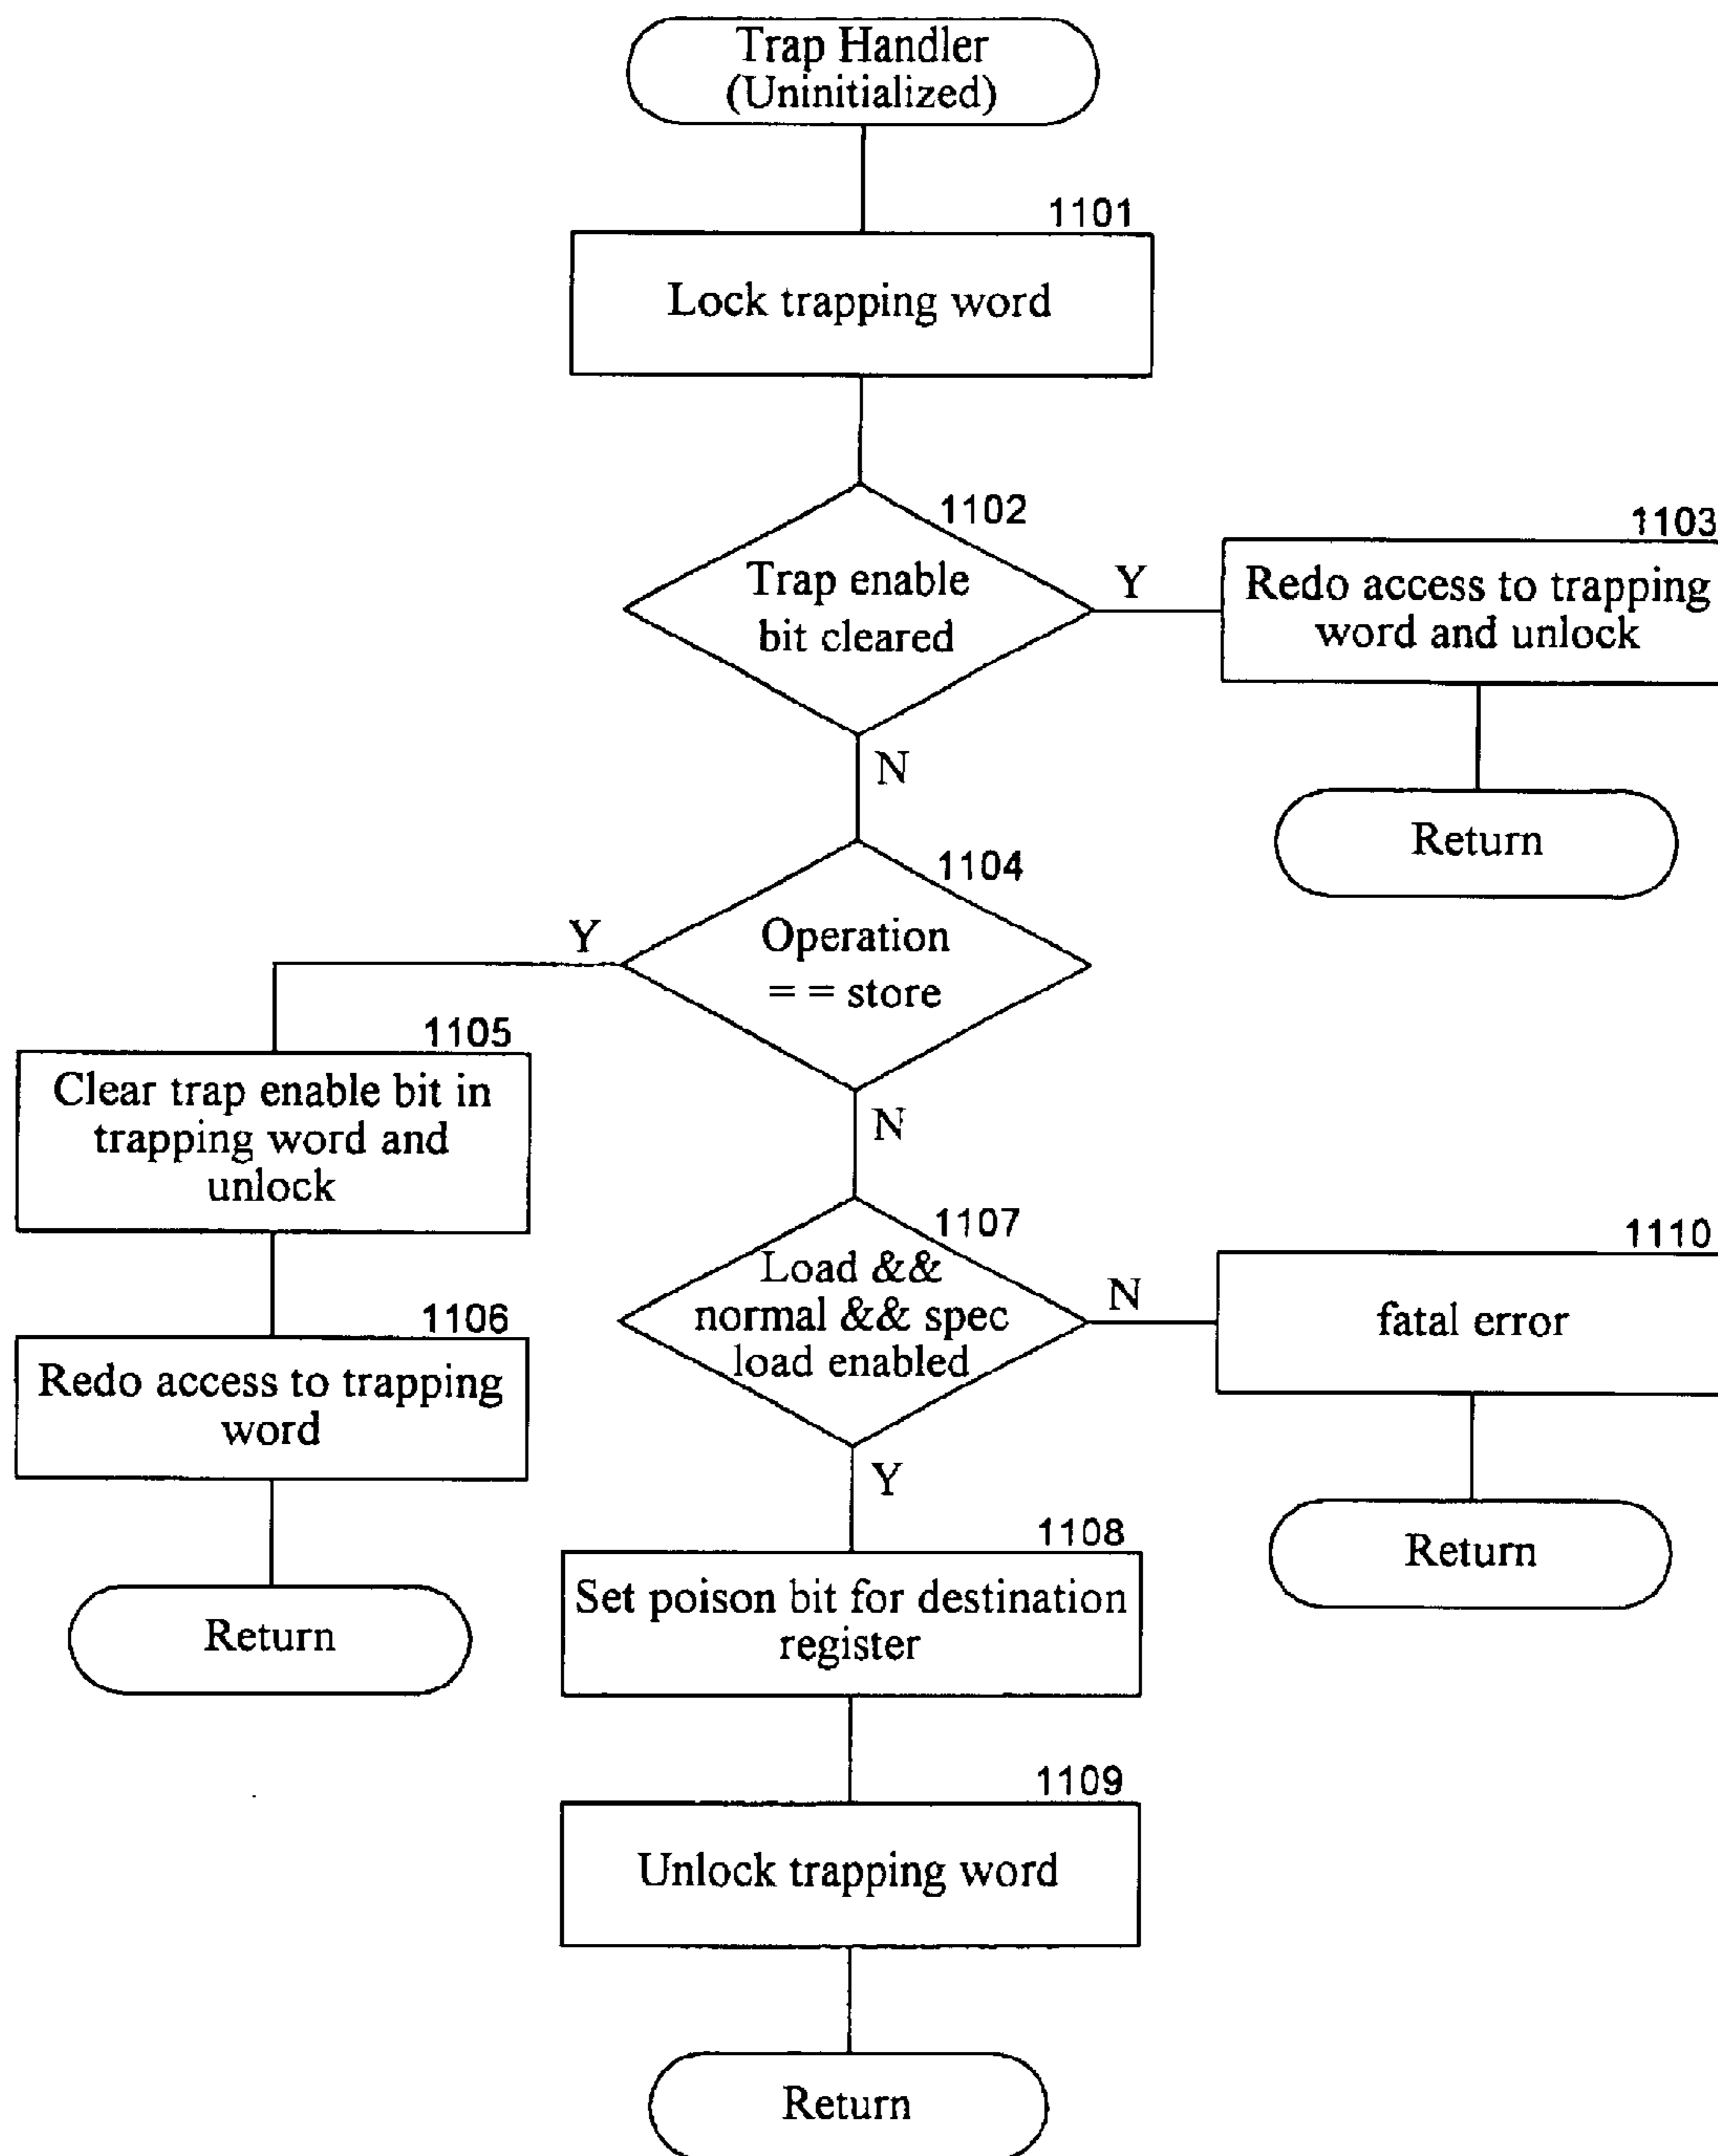 Trap Handler
(Uninitialized)
1101
Lock trapping word
1102
Trap enable
bit cleared
Y
1103
Redo access to trapping
word and unlock
Return
N
1104
Operation
= = store
Y
1105
Clear trap enable bit in
trapping word and
unlock
1106
Redo access to trapping
word
Return
N
1107
Load &&
normal && spec
load enabled
N
1110
fatal error
Return
Y
1108
Set poison bit for destination
register
1109
Unlock trapping word
Return